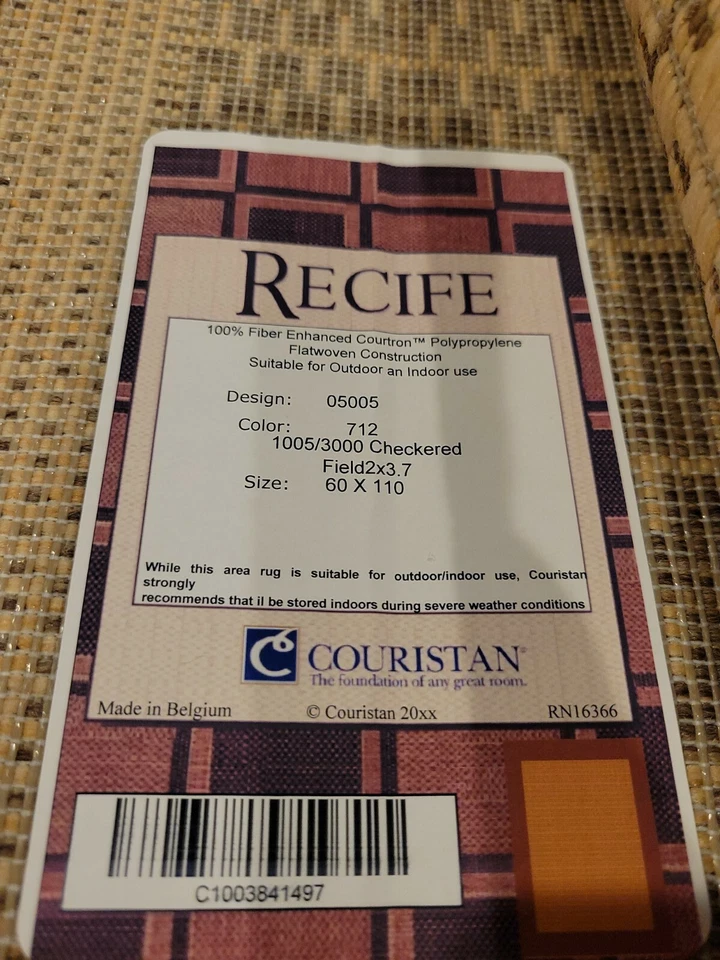 RECIFE
100% Fiber Enhanced Courtron™ Polypropylene
Flatwoven Construction
Suitable for Outdoor an Indoor use
Design: 05005
Color: 712
1005/3000 Checkered
Field2x3.7
Size: 60 X 110
While this area rug is suitable for outdoor/indoor use, Couristan
strongly
recommends that il be stored indoors during severe weather conditions
C COURISTAN®
The foundation of any great room.
Made in Belgium © Couristan 20xx RN16366
C1003841497